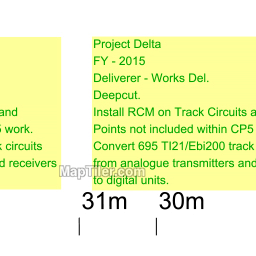 Project Delta
FY - 2015
Deliverer - Works Del.
Deepcut.
and
Install RCM on Track Circuits a
work.
Points not included within CP5
circuits
Convert 695 TI21/Ebi200 track
d receivers
from analogue transmitters and
to digital units.
MapTiler.com
31m 30m